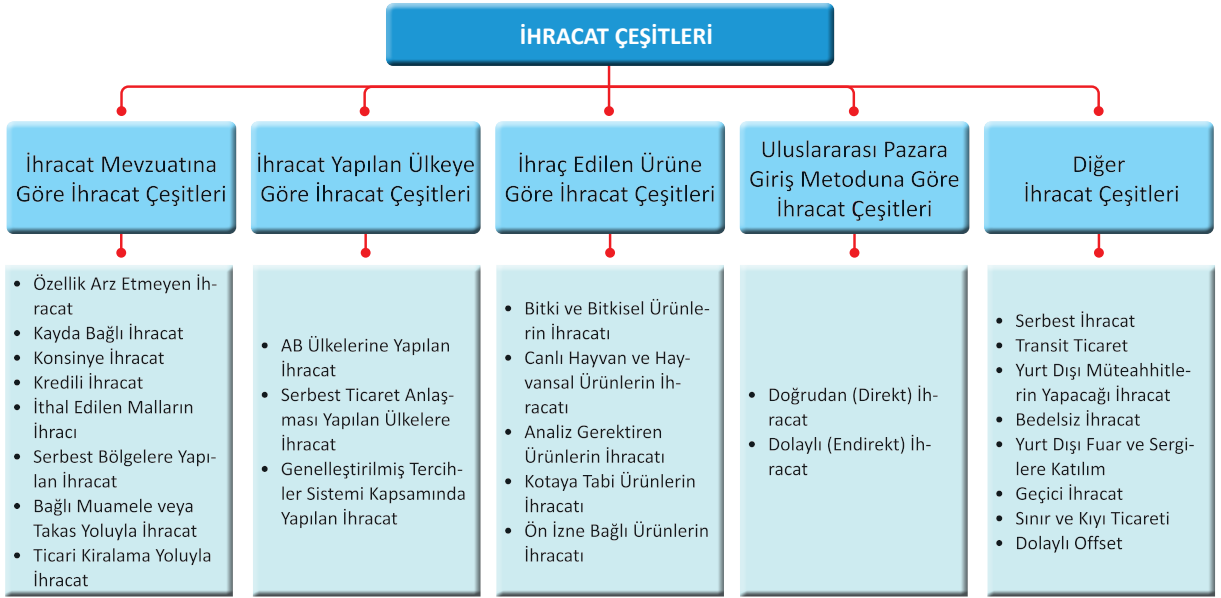 İHRACAT ÇEŞİTLERİ
İhracat Mevzuatına
Göre İhracat Çeşitleri
• Özellik Arz Etmeyen İh-
racat
• Kayda Bağlı İhracat
• Konsinye İhracat
• Kredili İhracat
• İthal Edilen Malların
İhracı
• Serbest Bölgelere Yapı-
lan İhracat
• Bağlı Muamele veya
Takas Yoluyla İhracat
• Ticari Kiralama Yoluyla
İhracat
İhracat Yapılan Ülkeye
Göre İhracat Çeşitleri
• AB Ülkelerine Yapılan
İhracat
• Serbest Ticaret Anlaş-
ması Yapılan Ülkelere
İhracat
• Genelleştirilmiş Tercih-
ler Sistemi Kapsamında
Yapılan İhracat
İhraç Edilen Ürüne
Göre İhracat Çeşitleri
• Bitki ve Bitkisel Ürünle-
rin İhracatı
• Canlı Hayvan ve Hay-
vansal Ürünlerin İh-
racatı
• Analiz Gerektiren
Ürünlerin İhracatı
• Kotaya Tabi Ürünlerin
İhracatı
• Ön İzne Bağlı Ürünlerin
İhracatı
Uluslararası Pazara
Giriş Metoduna Göre
İhracat Çeşitleri
• Doğrudan (Direkt) İh-
racat
• Dolaylı (Endirekt) İh-
racat
Diğer
İhracat Çeşitleri
• Serbest İhracat
• Transit Ticaret
• Yurt Dışı Müteahhitle-
rin Yapacağı İhracat
• Bedelsiz İhracat
• Yurt Dışı Fuar ve Sergi-
lere Katılım
• Geçici İhracat
• Sınır ve Kıyı Ticareti
• Dolaylı Offset